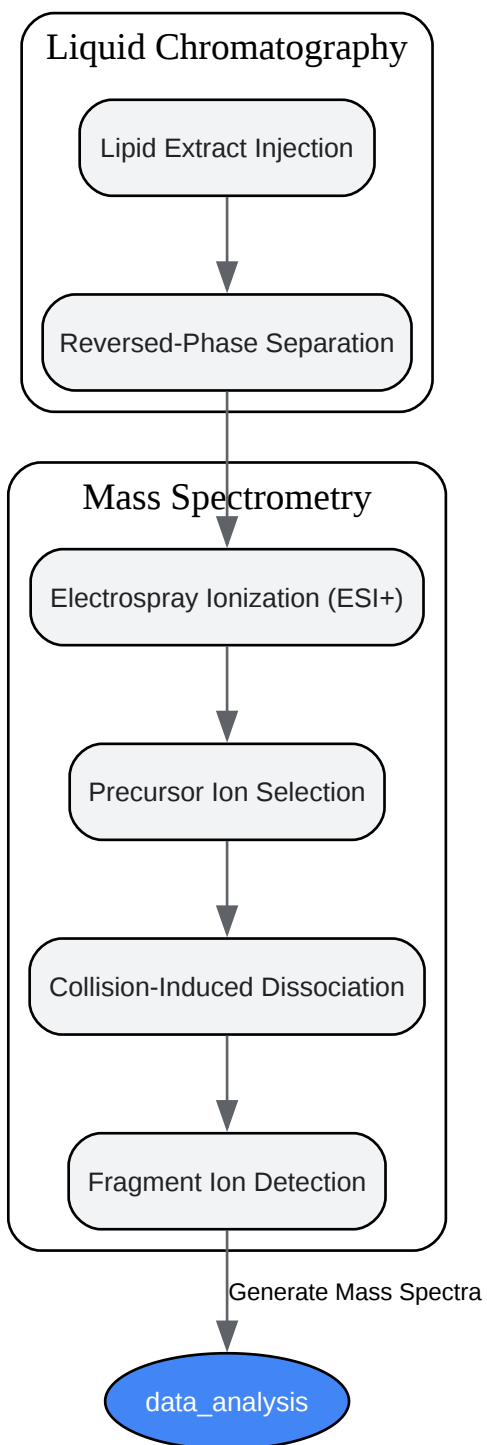 Liquid Chromatography
Lipid Extract Injection
Reversed-Phase Separation
Mass Spectrometry
Electrospray Ionization (ESI+)
Precursor Ion Selection
Collision-Induced Dissociation
Fragment Ion Detection
Generate Mass Spectra
data_analysis